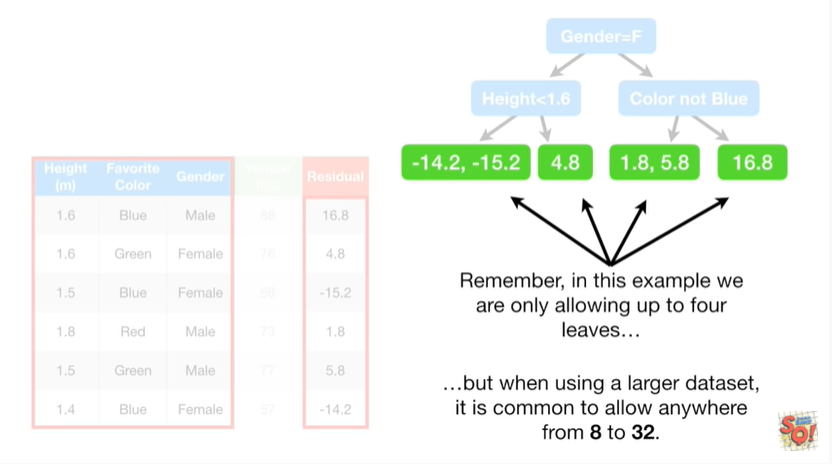 Gender=F
Height<1.6
Color not Blue
-14.2, -15.2
4.8
1.8, 5.8
16.8
Height (m)
Favorite Color
Gender
Residual
1.6 Blue Male 88 16.8
1.6 Green Female 76 4.8
1.5 Blue Female 56 -15.2
1.8 Red Male 73 1.8
1.5 Green Male 77 5.8
1.4 Blue Female 57 -14.2
Remember, in this example we
are only allowing up to four
leaves…
…but when using a larger dataset,
it is common to allow anywhere
from 8 to 32.